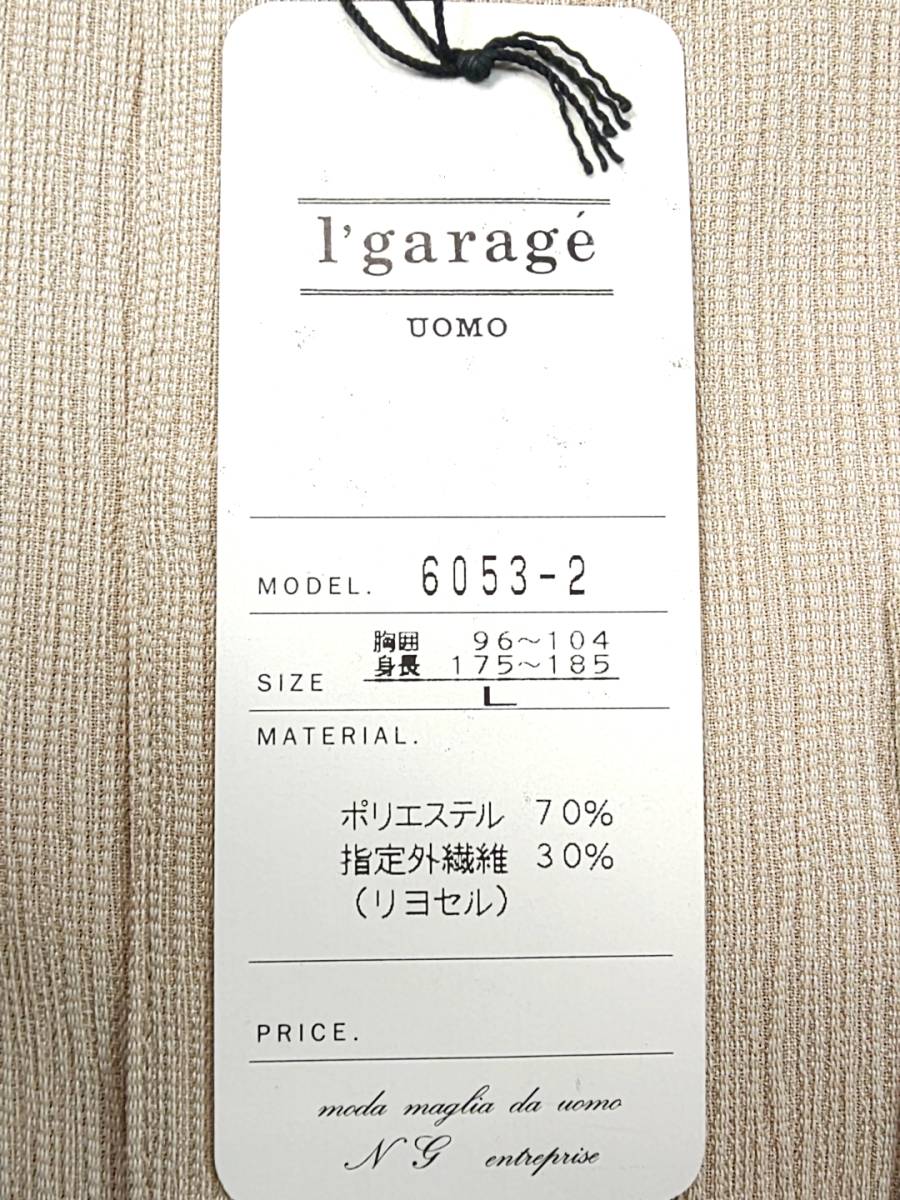 l'garagé
UOMO
MODEL. 6053-2
胸囲 96～104
身長 175～185
SIZE
L
MATERIAL.
ポリエステル 70%
指定外繊維 30%
(リヨセル)
PRICE.
moda maglia da uomo
NG entreprise